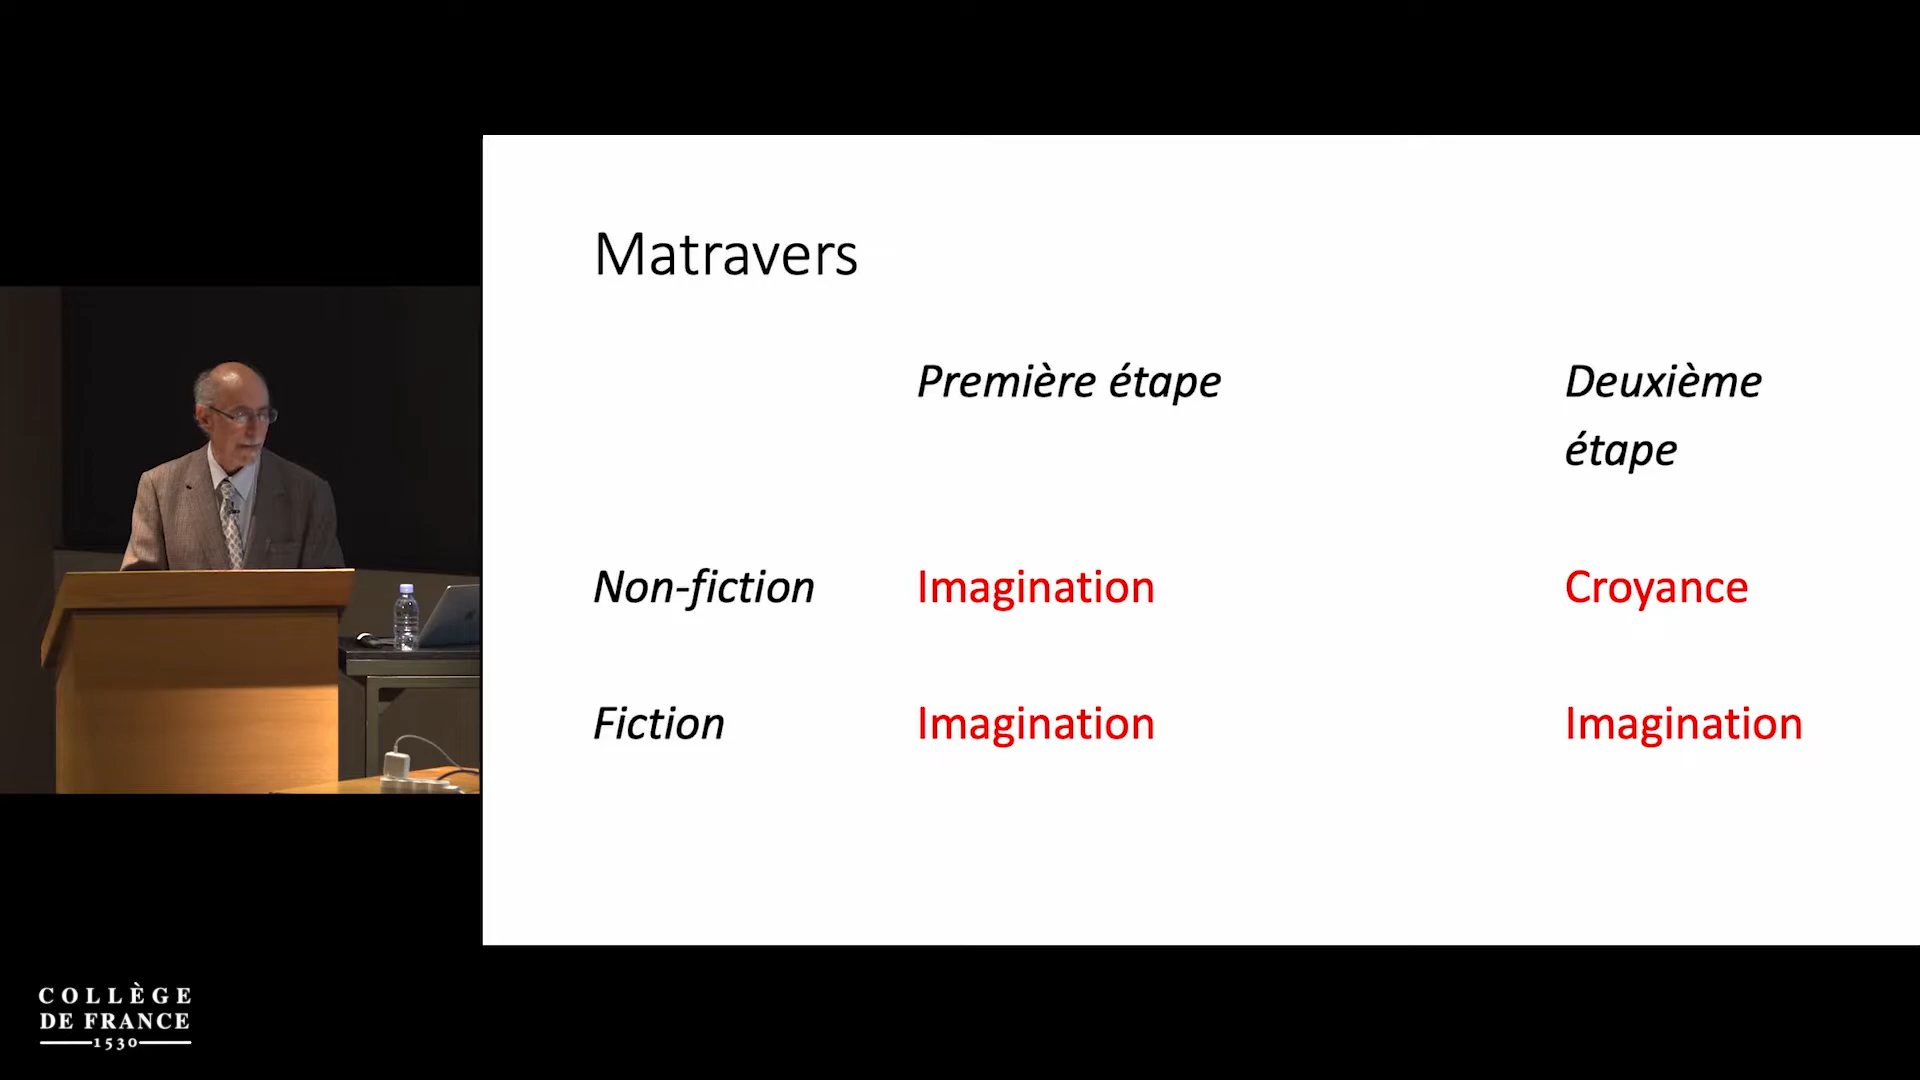 Matravers
Première étape
Deuxième
étape
Non-fiction
Imagination
Croyance
Fiction
Imagination
Imagination
COLLÈGE
DE FRANCE
1530